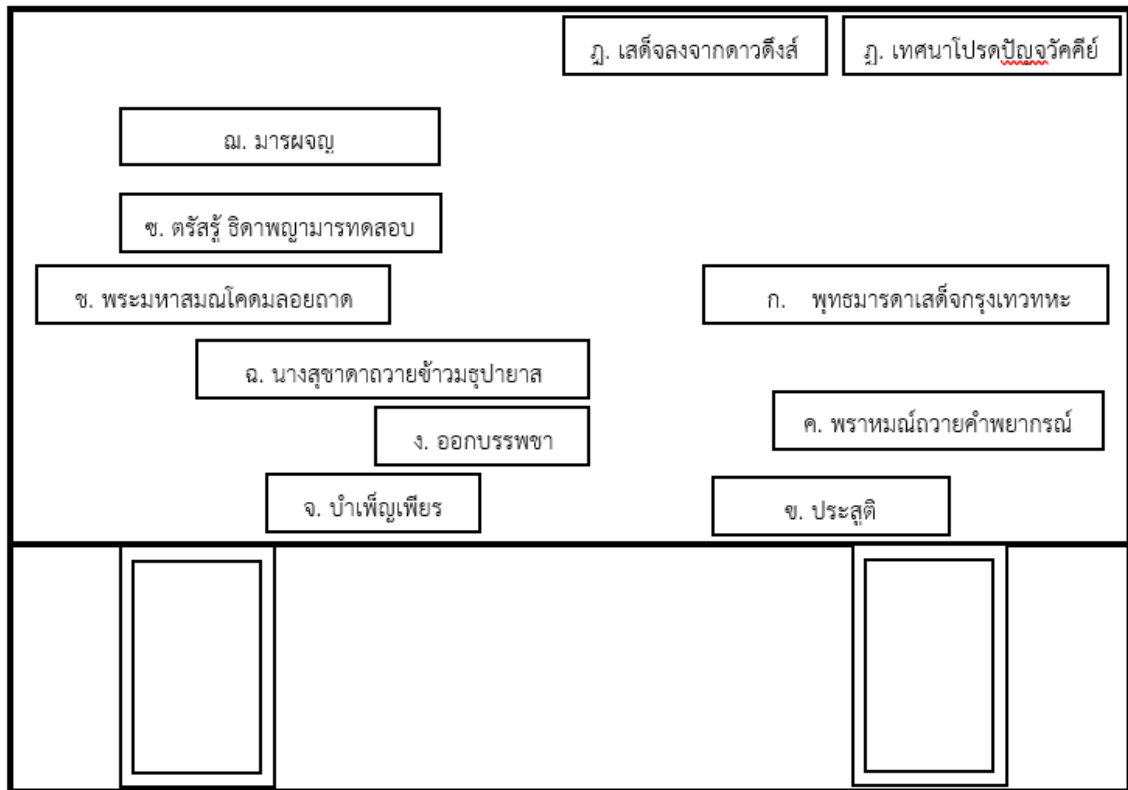 ฎ. เสด็จลงจากดาวดึงส์
ฎ. เทศนาโปรดปัญจวัคคีย์
ฌ. มารผจญ
ซ. ตรัสรู้ ธิดาพญามารทดสอบ
ช. พระมหาสมณโคดมลอยถาด
ก. พุทธมารดาเสด็จกรุงเทวทหะ
ฉ. นางสุชาดาถวายข้าวมธุปายาส
ค. พราหมณ์ถวายคำพยากรณ์
ง. ออกบรรพชา
จ. บำเพ็ญเพียร
ข. ประสูติ